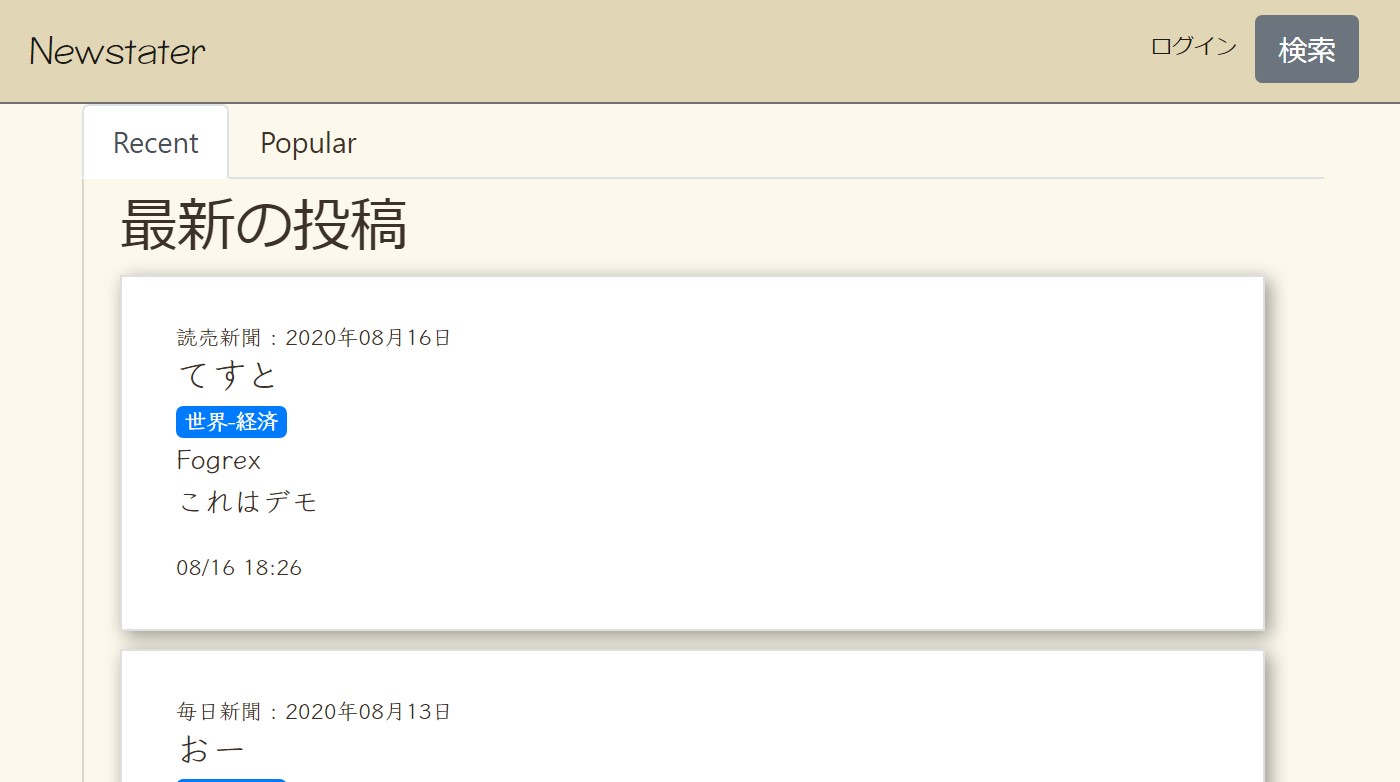 Newstater
ログイン 検索
Recent Popular
最新の投稿
読売新聞：2020年08月16日
てすと
世界-経済
Fogrex
これはデモ
08/16 18:26
毎日新聞：2020年08月13日
おー